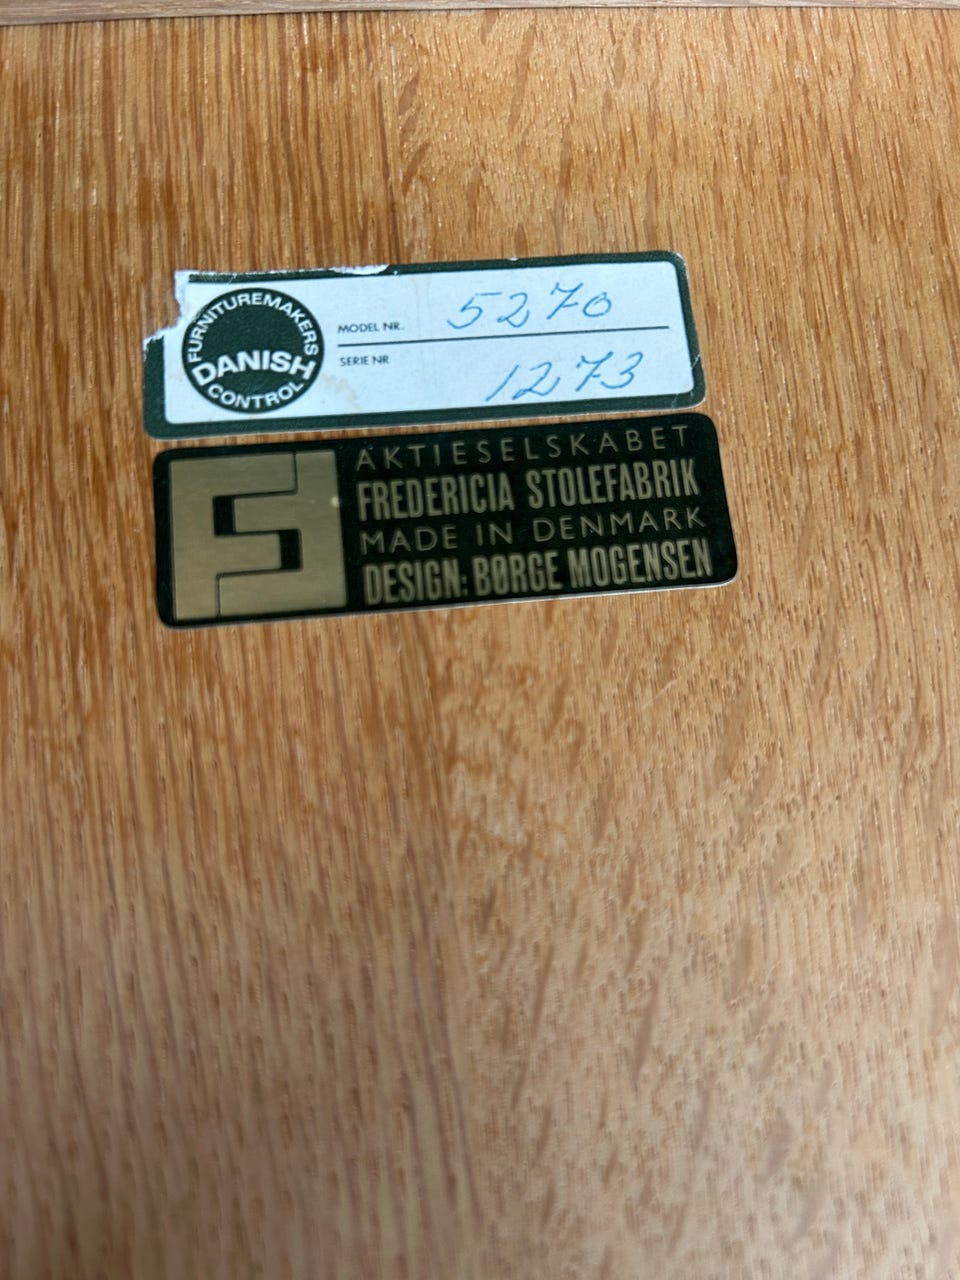 FURNITUREMAKERS
DANISH
CONTROL
MODEL NR. 5270
SERIE NR 1273
AKTIESELSKABET
FREDERICIA STOLEFABRIK
MADE IN DENMARK
DESIGN: BØRGE MOGENSEN